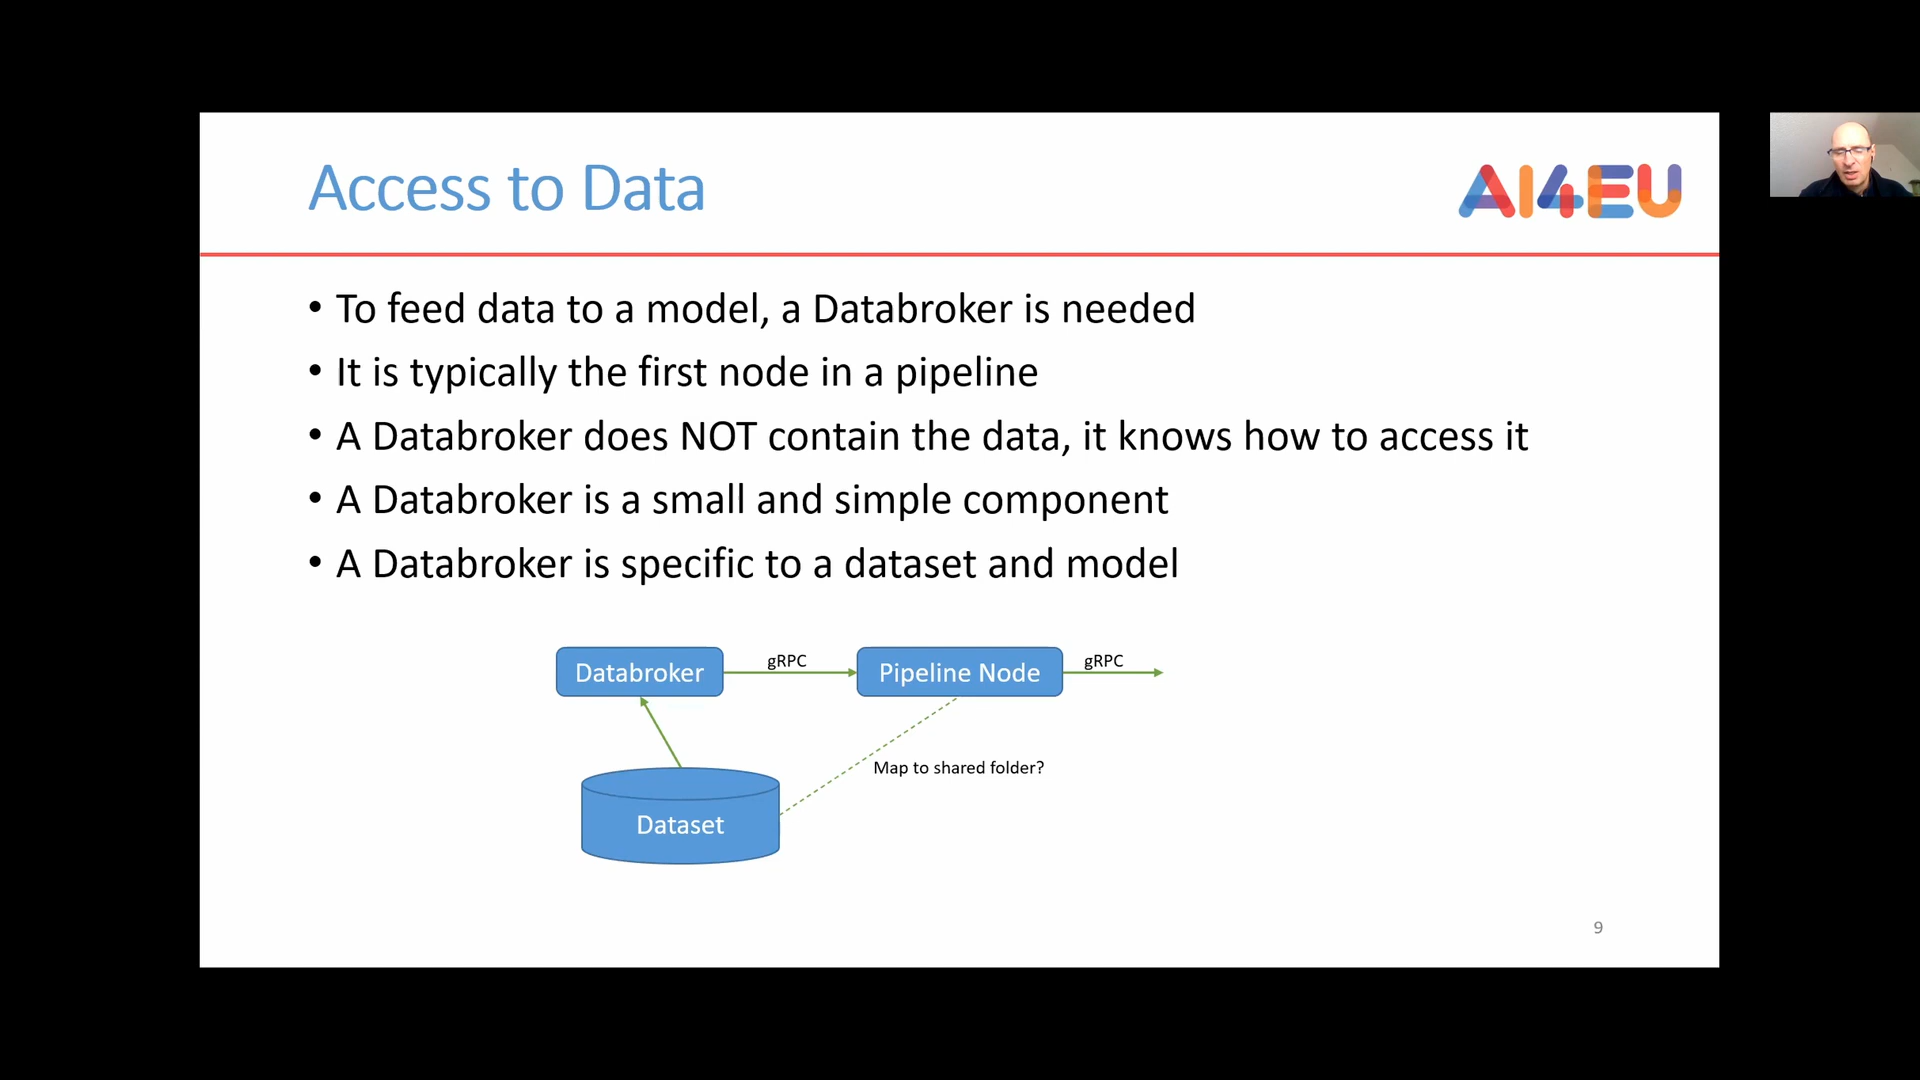 Access to Data
AI4EU
• To feed data to a model, a Databroker is needed
• It is typically the first node in a pipeline
• A Databroker does NOT contain the data, it knows how to access it
• A Databroker is a small and simple component
• A Databroker is specific to a dataset and model
Databroker
gRPC
Pipeline Node
gRPC
Map to shared folder?
Dataset
9